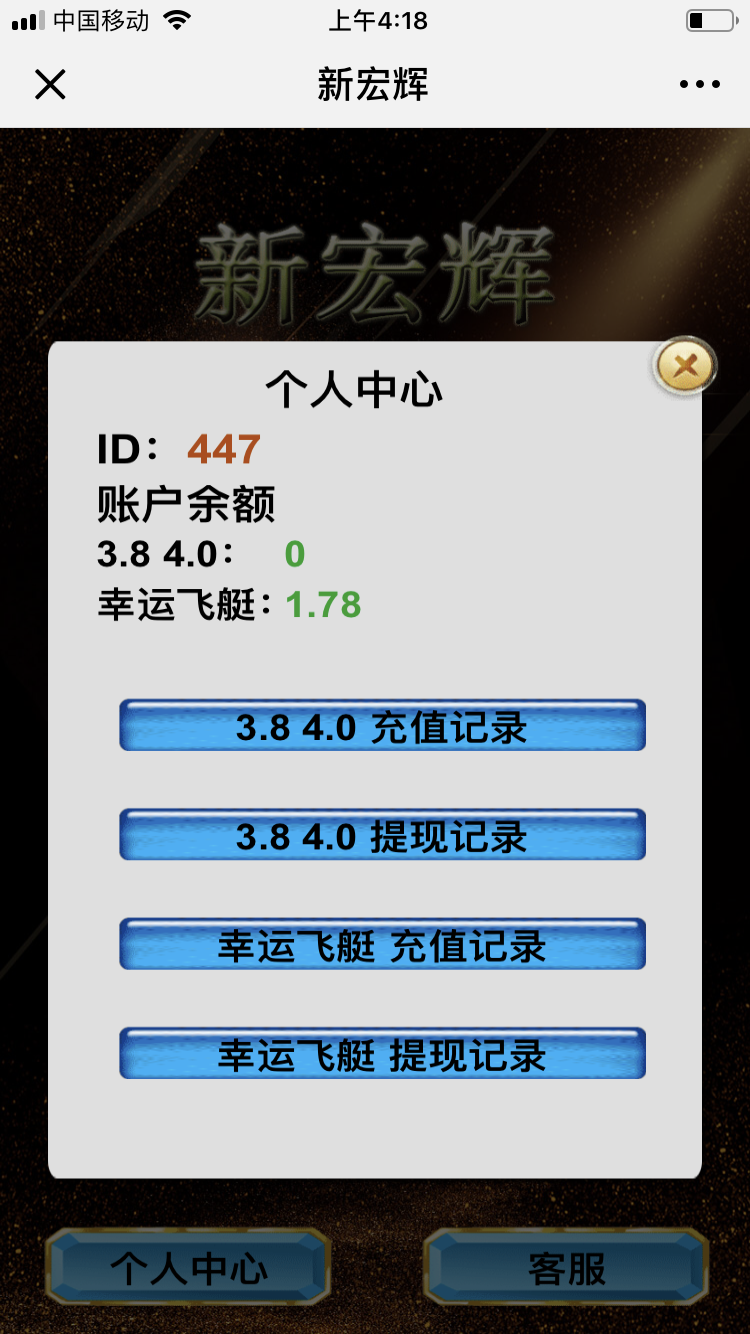 中国移动 上午4:18
新宏辉
新宏辉
个人中心
ID：447
账户余额
3.8 4.0： 0
幸运飞艇：1.78
3.8 4.0 充值记录
3.8 4.0 提现记录
幸运飞艇 充值记录
幸运飞艇 提现记录
个人中心 客服